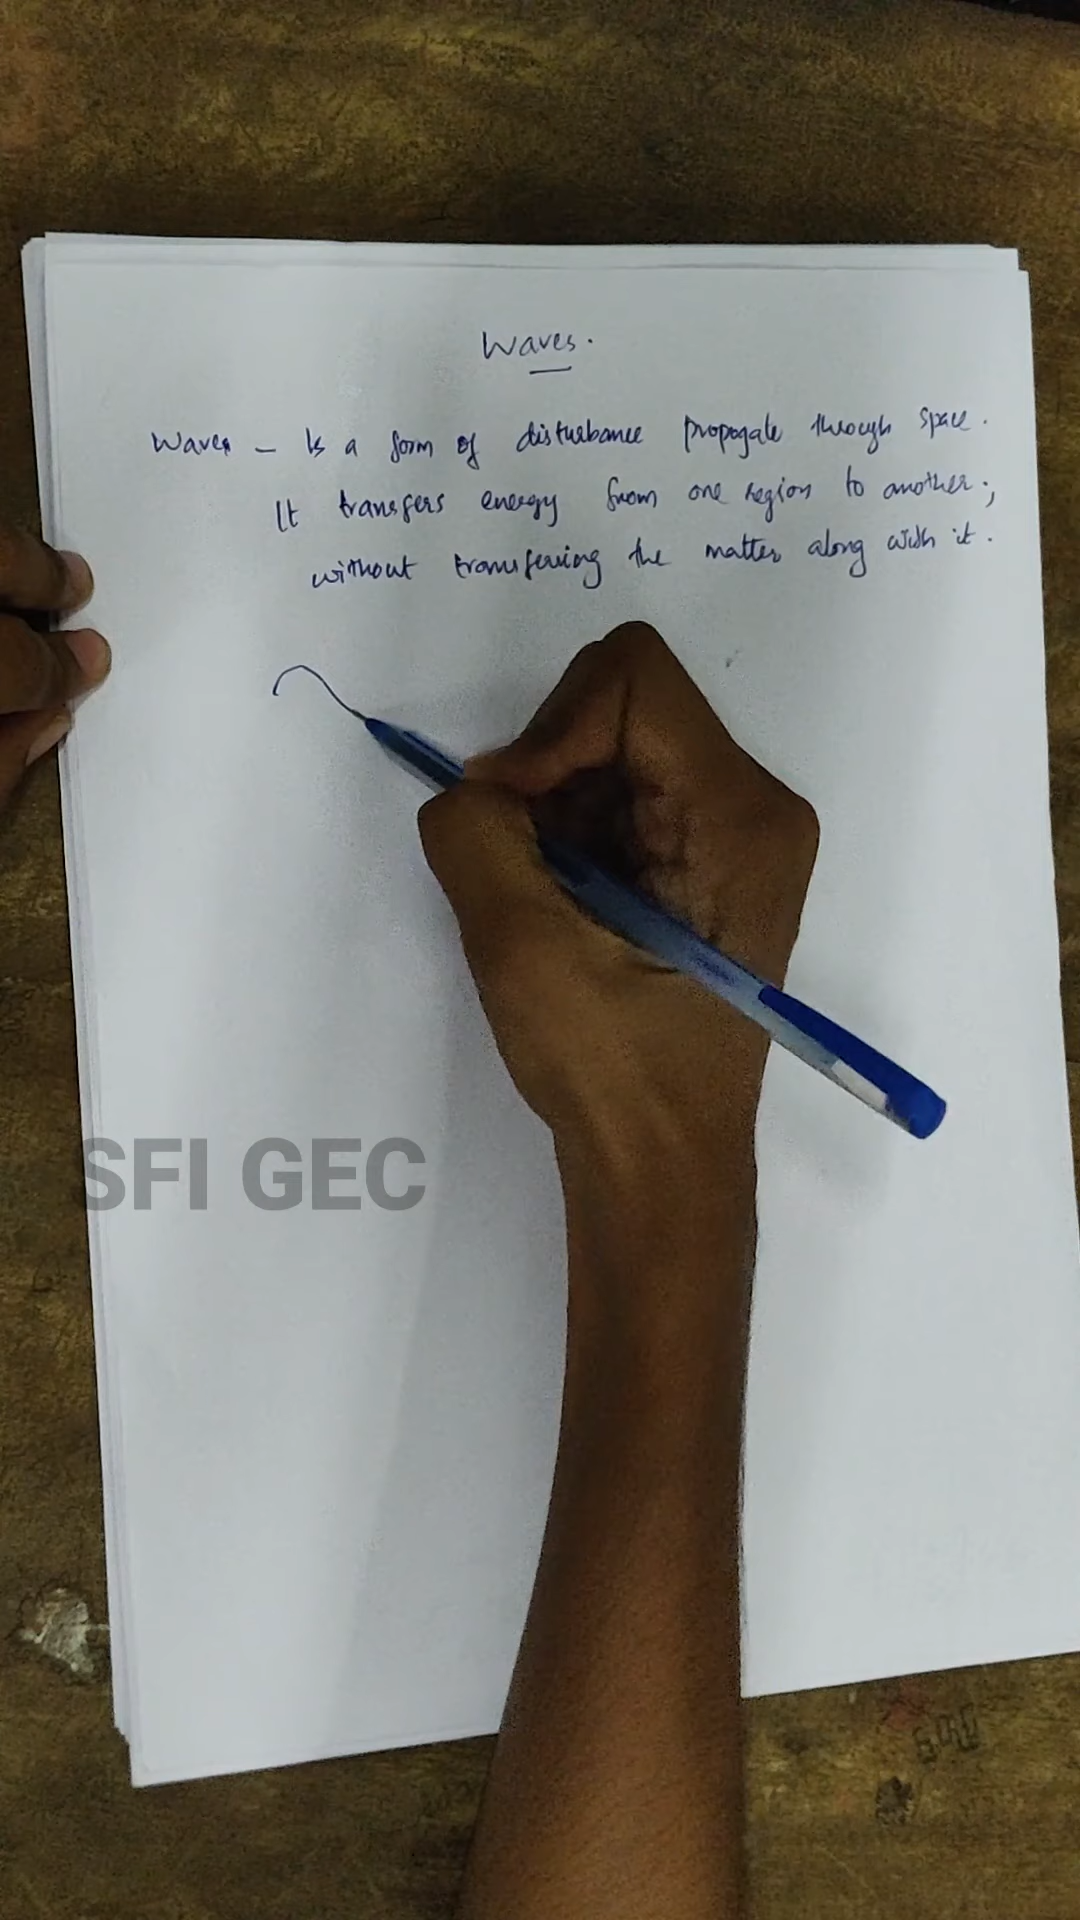 Waves.
Waves – Is a form of disturbance propogate through space.
It transfers energy from one region to another;
without transferring the matter along with it.
SFI GEC